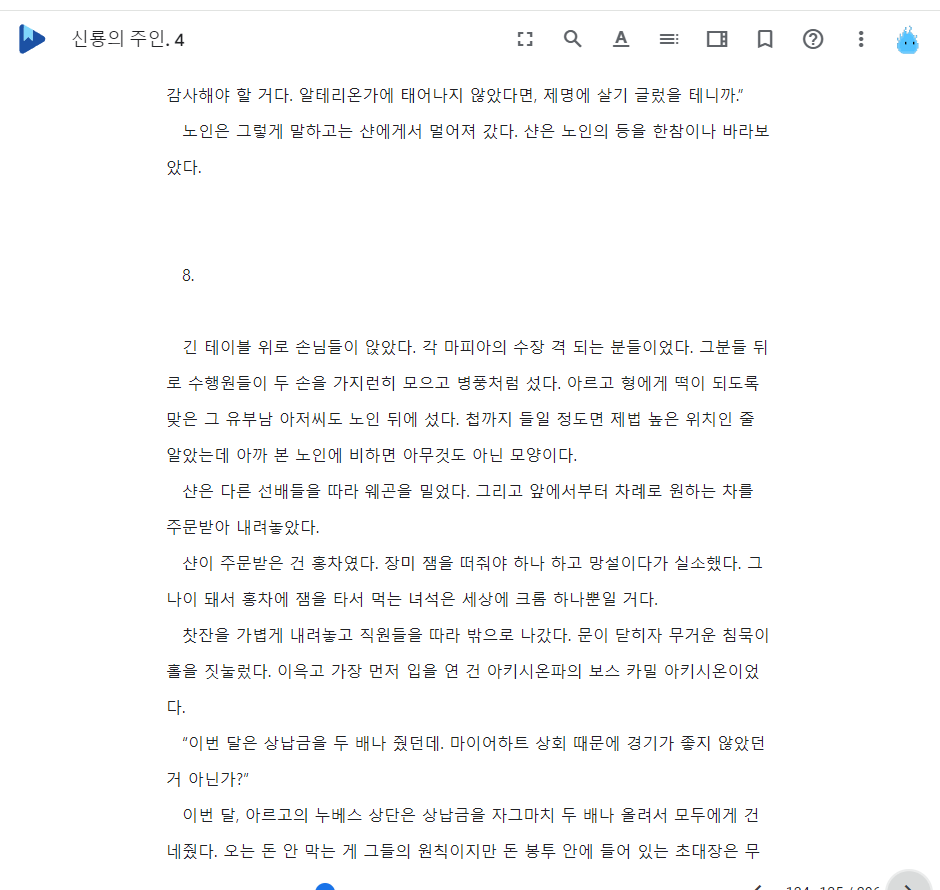 신룡의 주인. 4
감사해야 할 거다. 알테리온가에 태어나지 않았다면, 제명에 살기 글렀을 테니까.”
노인은 그렇게 말하고는 샨에게서 멀어져 갔다. 샨은 노인의 등을 한참이나 바라보
았다.
8.
긴 테이블 위로 손님들이 앉았다. 각 마피아의 수장 격 되는 분들이었다. 그분들 뒤
로 수행원들이 두 손을 가지런히 모으고 병풍처럼 섰다. 아르고 형에게 떡이 되도록
맞은 그 유부남 아저씨도 노인 뒤에 섰다. 첩까지 들일 정도면 제법 높은 위치인 줄
알았는데 아까 본 노인에 비하면 아무것도 아닌 모양이다.
샨은 다른 선배들을 따라 웨곤을 밀었다. 그리고 앞에서부터 차례로 원하는 차를
주문받아 내려놓았다.
샨이 주문받은 건 홍차였다. 장미 잼을 떠줘야 하나 하고 망설이다가 실소했다. 그
나이 돼서 홍차에 잼을 타서 먹는 녀석은 세상에 크롬 하나뿐일 거다.
찻잔을 가볍게 내려놓고 직원들을 따라 밖으로 나갔다. 문이 닫히자 무거운 침묵이
홀을 짓눌렀다. 이윽고 가장 먼저 입을 연 건 아키시온파의 보스 카밀 아키시온이었
다.
“이번 달은 상납금을 두 배나 줬던데. 마이어하트 상회 때문에 경기가 좋지 않았던
거 아닌가?”
이번 달, 아르고의 누베스 상단은 상납금을 자그마치 두 배나 올려서 모두에게 건
네줬다. 오는 돈 안 막는 게 그들의 원칙이지만 돈 봉투 안에 들어 있는 초대장은 무